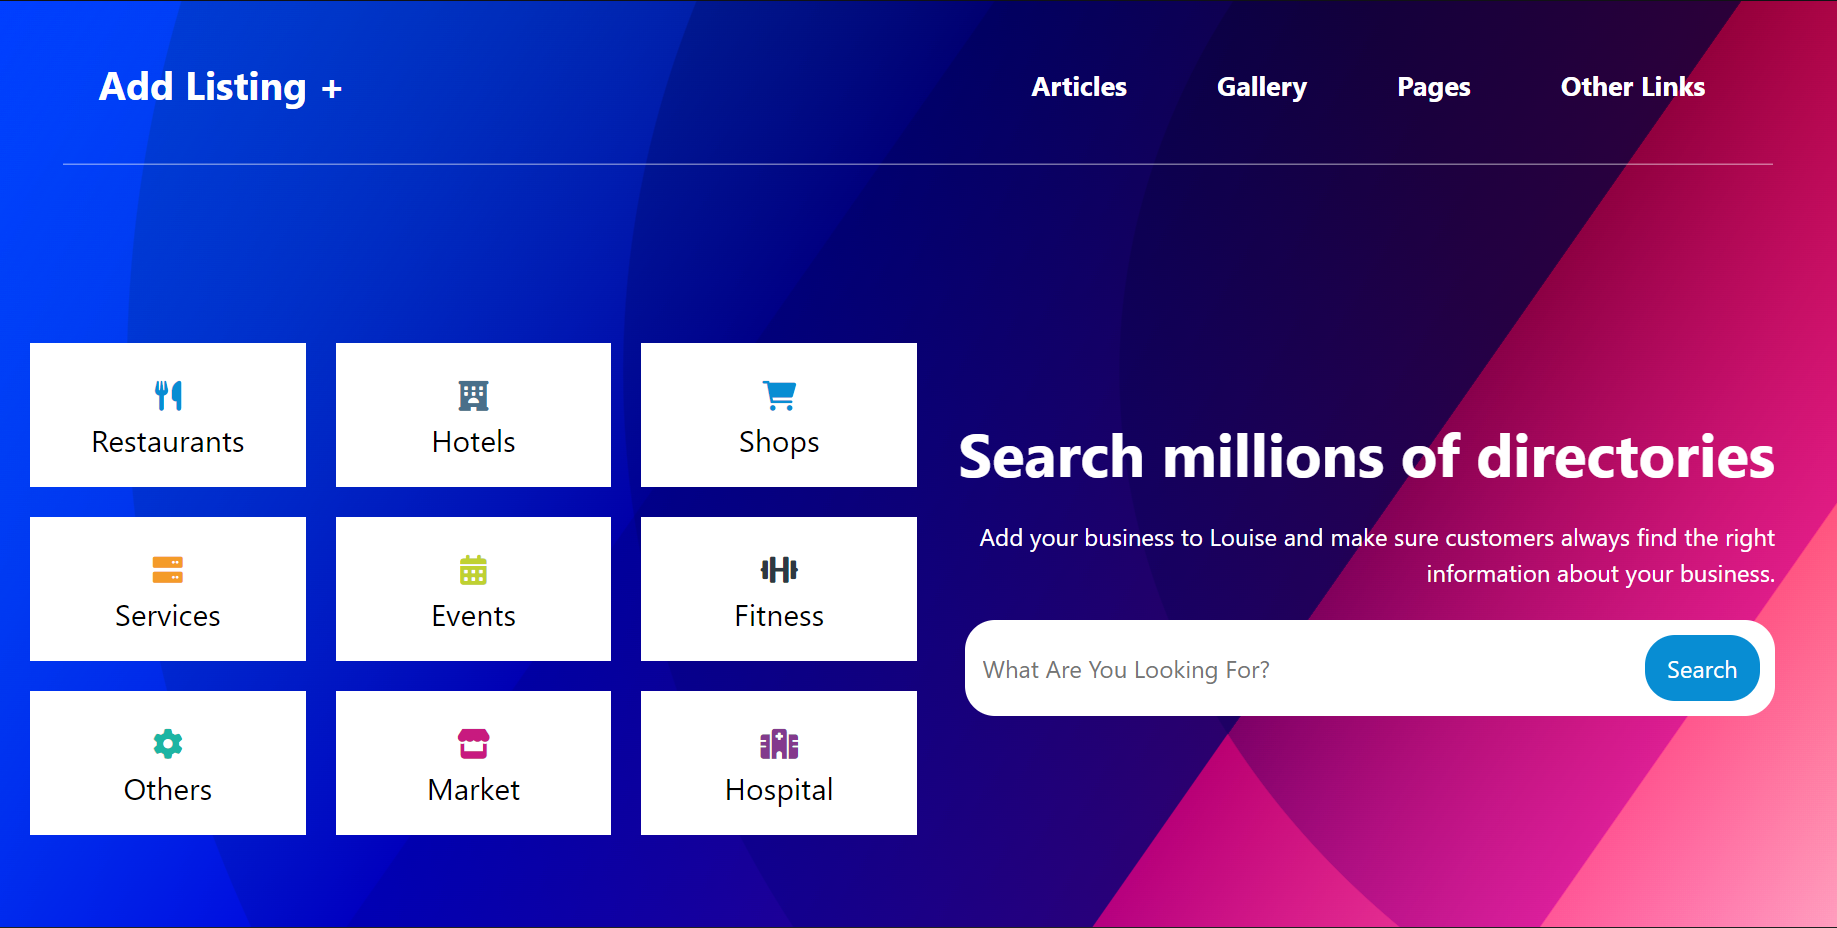 Add Listing +
Articles
Gallery
Pages
Other Links
Restaurants
Hotels
Shops
Services
Events
Fitness
Others
Market
Hospital
Search millions of directories
Add your business to Louise and make sure customers always find the right
information about your business.
What Are You Looking For?
Search